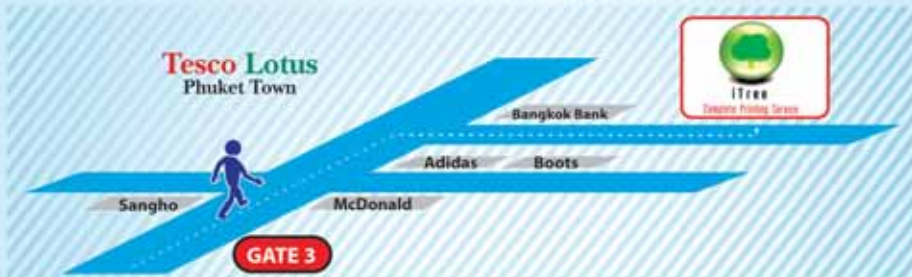 Tesco Lotus
Phuket Town
iTree
Complete Printing Service
Bangkok Bank
Adidas
Boots
Sangho
McDonald
GATE 3